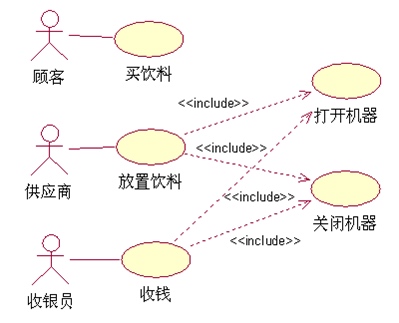 顾客
买饮料
<<include>>
打开机器
供应商
放置饮料
<<include>>
<<include>>
关闭机器
<<include>>
收银员
收钱